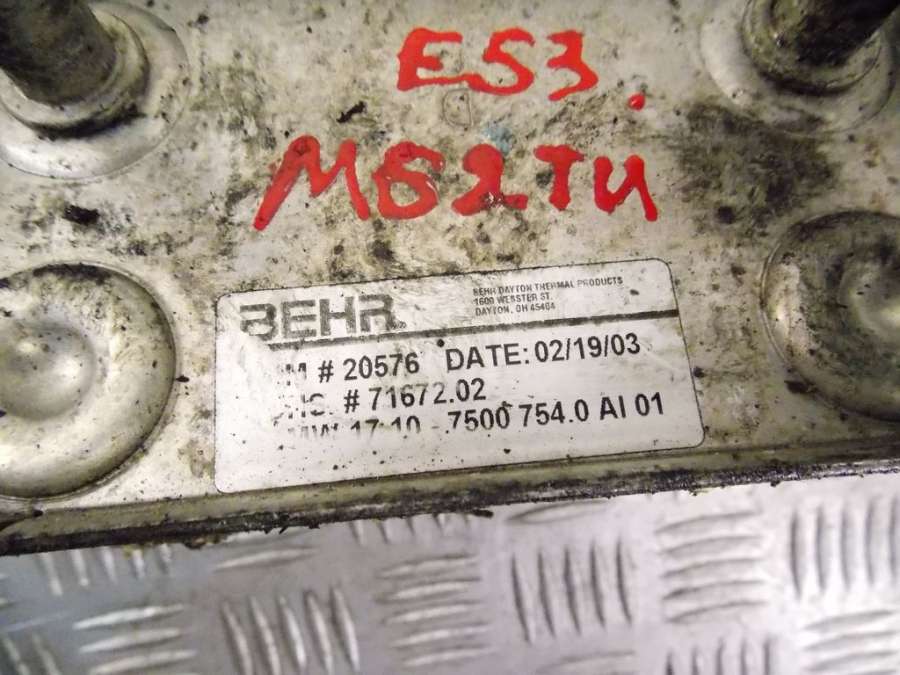 E53.
M62TU
BEHR
BEHR DAYTON THERMAL PRODUCTS
1600 WEBSTER ST.
DAYTON, OH 45404
# 20576 DATE: 02/19/03
# 71672.02
17.10 - 7500 754.0 AI 01